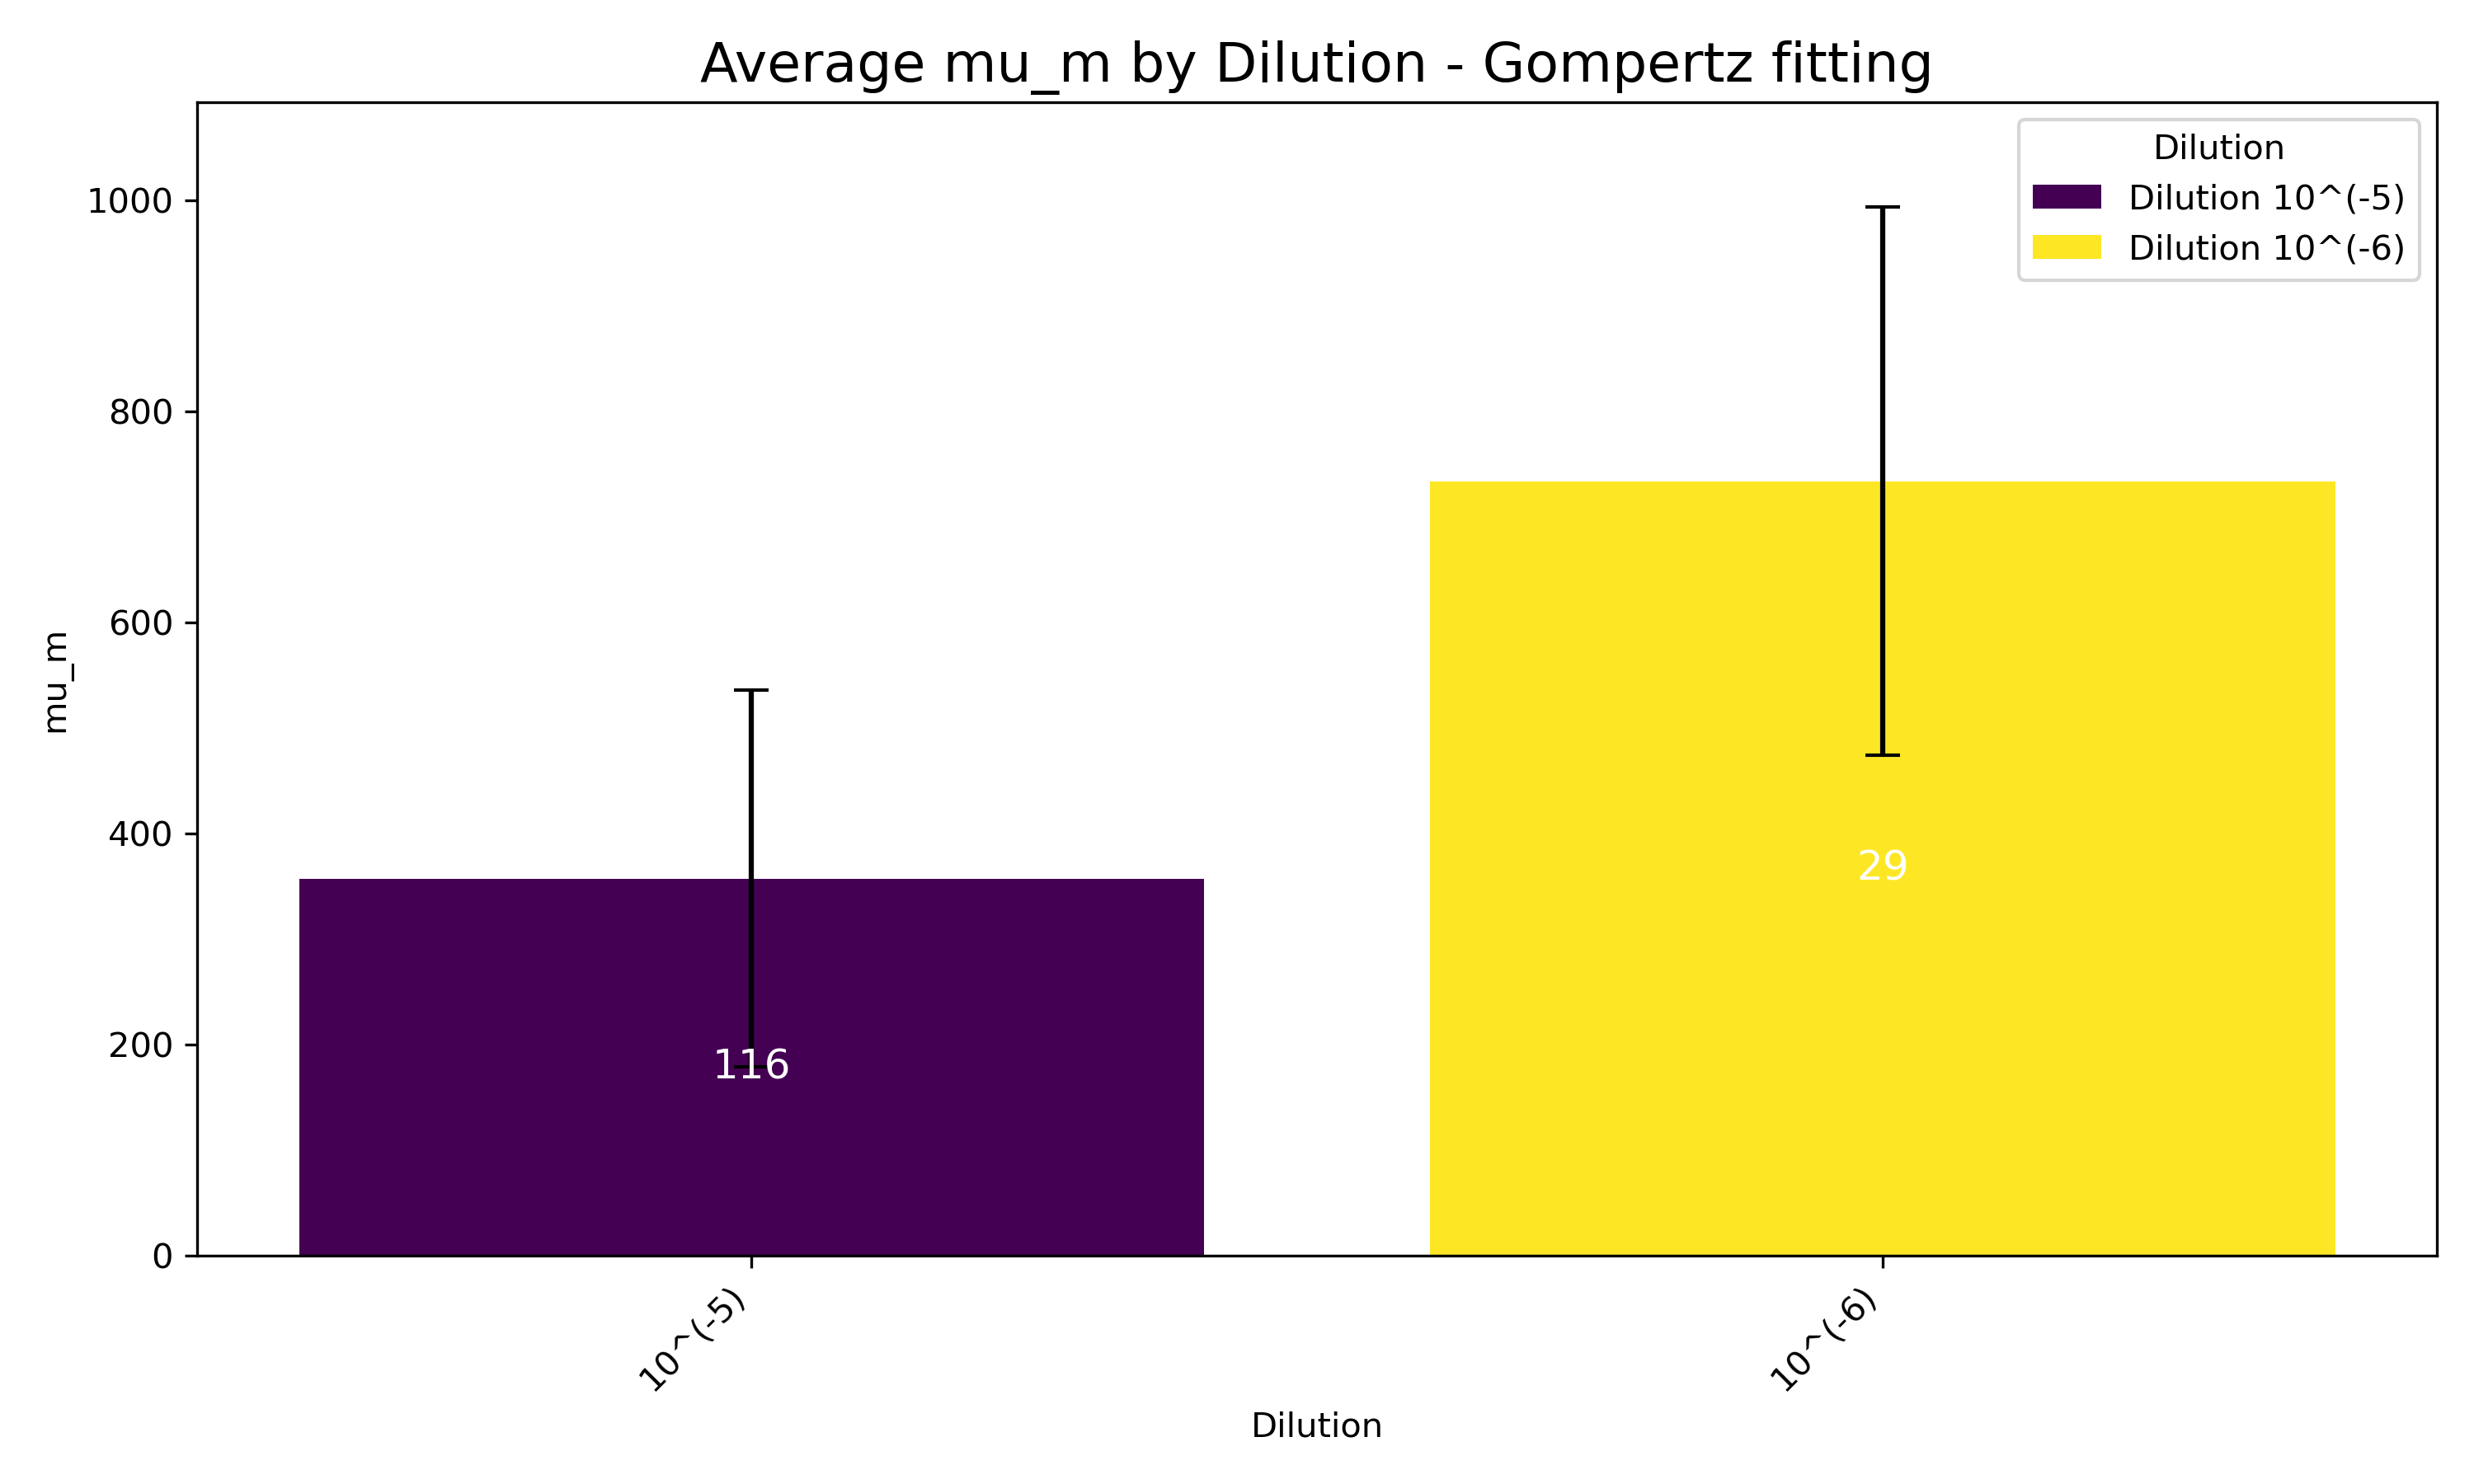 Average mu_m by Dilution - Gompertz fitting
Dilution
Dilution 10^(-5)
Dilution 10^(-6)
1000
800
600
400
200
0
mu_m
116
29
10^(-5)
10^(-6)
Dilution